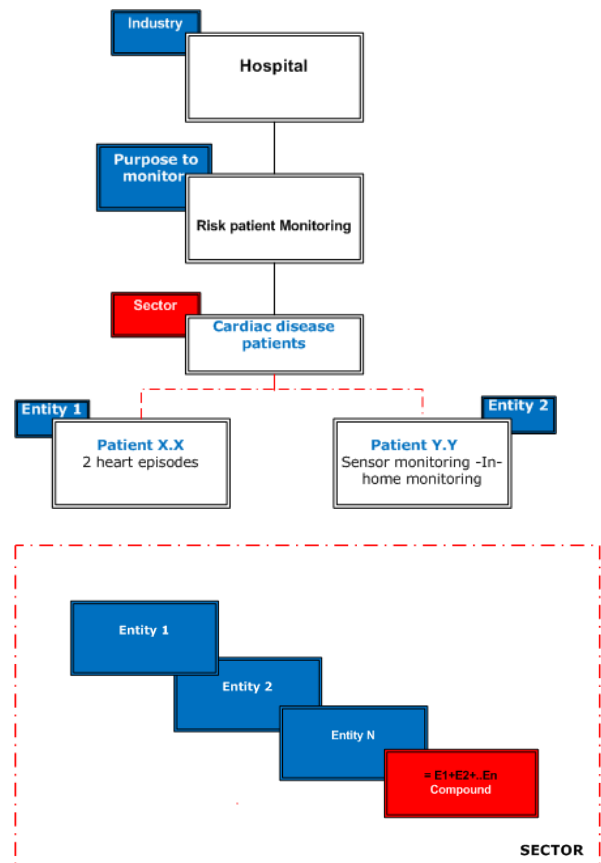 Industry
Hospital
Purpose to
monitor
Risk patient Monitoring
Sector
Cardiac disease
patients
Entity 1
Entity 2
Patient X.X
2 heart episodes
Patient Y.Y
Sensor monitoring -In-
home monitoring
Entity 1
Entity 2
Entity N
= E1+E2+..En
Compound
SECTOR